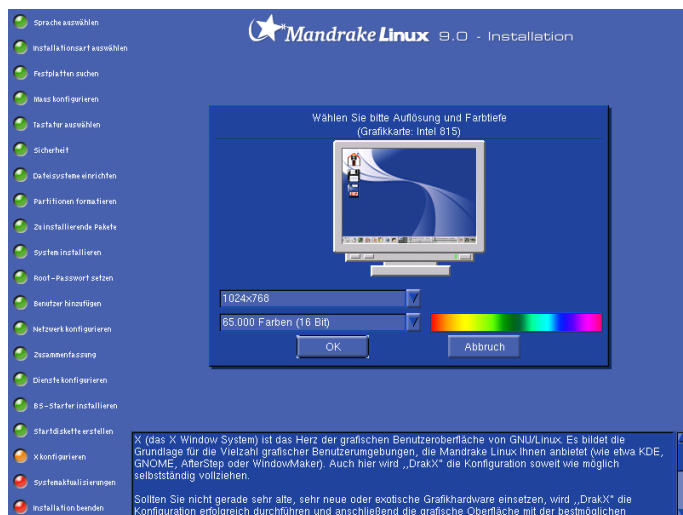 Mandrake Linux 9.0 - Installation
Sprache auswählen
Installationsart auswählen
Festplatten suchen
Maus konfigurieren
Tastatur auswählen
Sicherheit
Dateisysteme einrichten
Partitionen formatieren
Zu installierende Pakete
System installieren
Root-Passwort setzen
Benutzer hinzufügen
Netzwerk konfigurieren
Zusammenfassung
Dienste konfigurieren
BS-Starter installieren
Startdiskette erstellen
X konfigurieren
Systemaktualisierungen
Installation beenden
Wählen Sie bitte Auflösung und Farbtiefe
(Grafikkarte: Intel 815)
1024x768
65.000 Farben (16 Bit)
OK
Abbruch
X (das X Window System) ist das Herz der grafischen Benutzeroberfläche von GNU/Linux. Es bildet die
Grundlage für die Vielzahl grafischer Benutzerumgebungen, die Mandrake Linux Ihnen anbietet (wie etwa KDE,
GNOME, AfterStep oder WindowMaker). Auch hier wird ,,DrakX" die Konfiguration soweit wie möglich
selbstständig vollziehen.
Sollten Sie nicht gerade sehr alte, sehr neue oder exotische Grafikhardware einsetzen, wird ,,DrakX" die
Konfiguration erfolgreich durchführen und anschließend die grafische Oberfläche mit der bestmöglichen